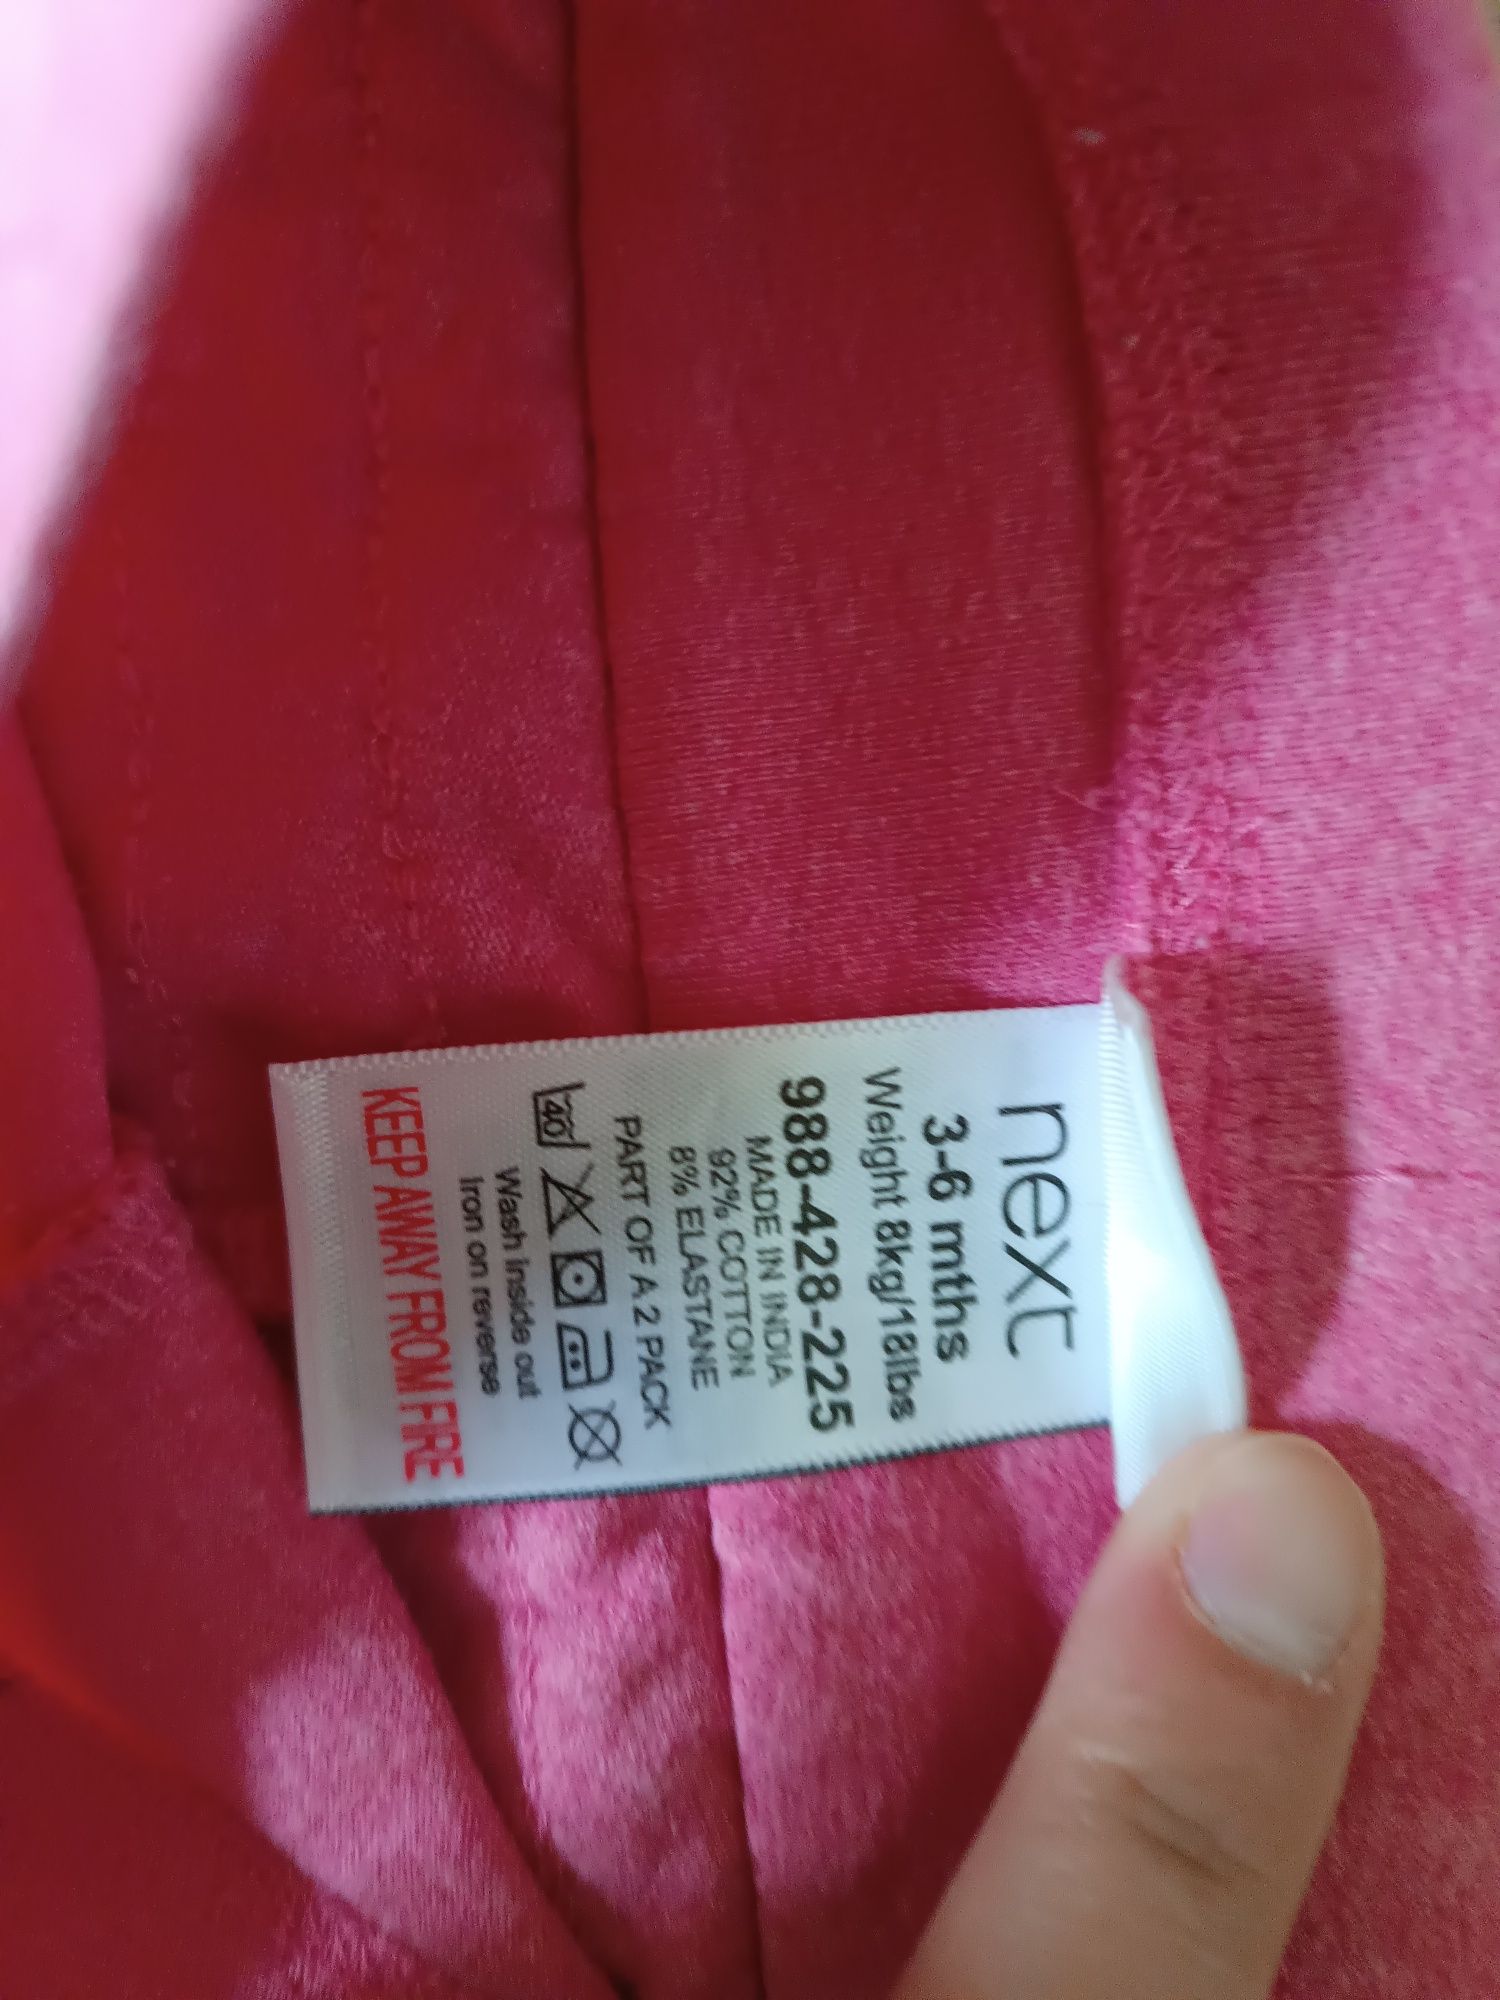 next
3-6 mths
Weight 8kg/18lbs
988-428-225
MADE IN INDIA
92% COTTON
8% ELASTANE
PART OF A 2 PACK
40
Wash inside out
Iron on reverse
KEEP AWAY FROM FIRE